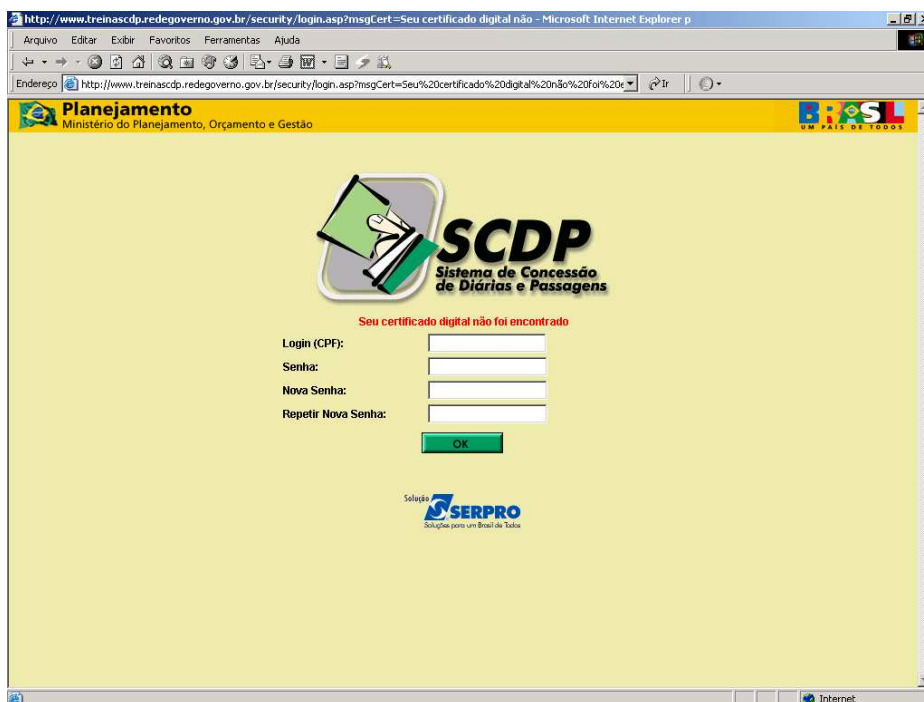 http://www.treinascdp.redegoverno.gov.br/security/login.asp?msgCert=Seu certificado digital não - Microsoft Internet Explorer p
Arquivo Editar Exibir Favoritos Ferramentas Ajuda
Endereço http://www.treinascdp.redegoverno.gov.br/security/login.asp?msgCert=Seu%20certificado%20digital%20não%20foi%20e Ir
Planejamento
Ministério do Planejamento, Orçamento e Gestão
BRASIL
UM PAÍS DE TODOS
SCDP
Sistema de Concessão
de Diárias e Passagens
Seu certificado digital não foi encontrado
Login (CPF):
Senha:
Nova Senha:
Repetir Nova Senha:
OK
Solução
SERPRO
Soluções para um Brasil de Todos
Internet